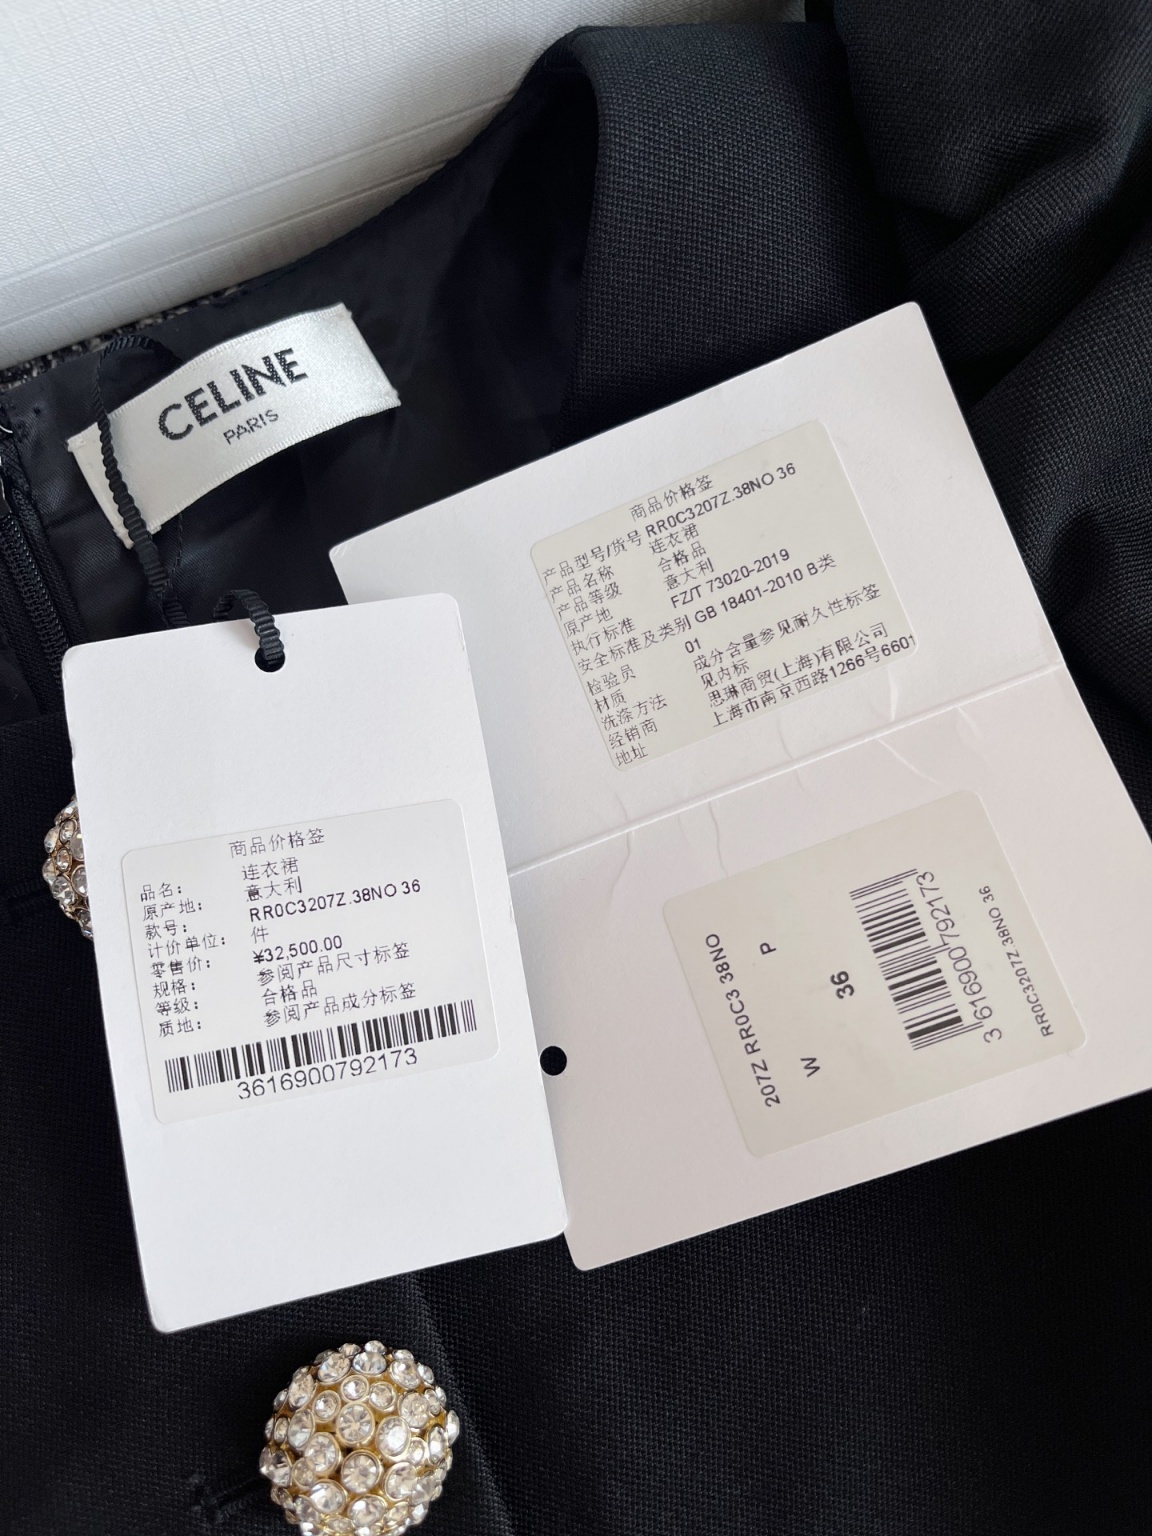 CELINE
PARIS
商品价格签
产品型号/货号 RR0C3207Z.38NO 36
产品名称 连衣裙
产品等级 合格品
原产地 意大利
执行标准 FZ/T 73020-2019
安全标准及类别 GB 18401-2010 B类
检验员 01
材质 成分含量参见耐久性标签
洗涤方法 见内标
经销商 思琳商贸(上海)有限公司
地址 上海市南京西路1266号6601
商品价格签
品名: 连衣裙
原产地: 意大利
款号: RR0C3207Z.38NO 36
计价单位: 件
零售价: ¥32,500.00
规格: 参阅产品尺寸标签
等级: 合格品
质地: 参阅产品成分标签
3616900792173
207Z RR0C3 38NO
P
W 36
3 616900 792173
RR0C3207Z.38NO 36